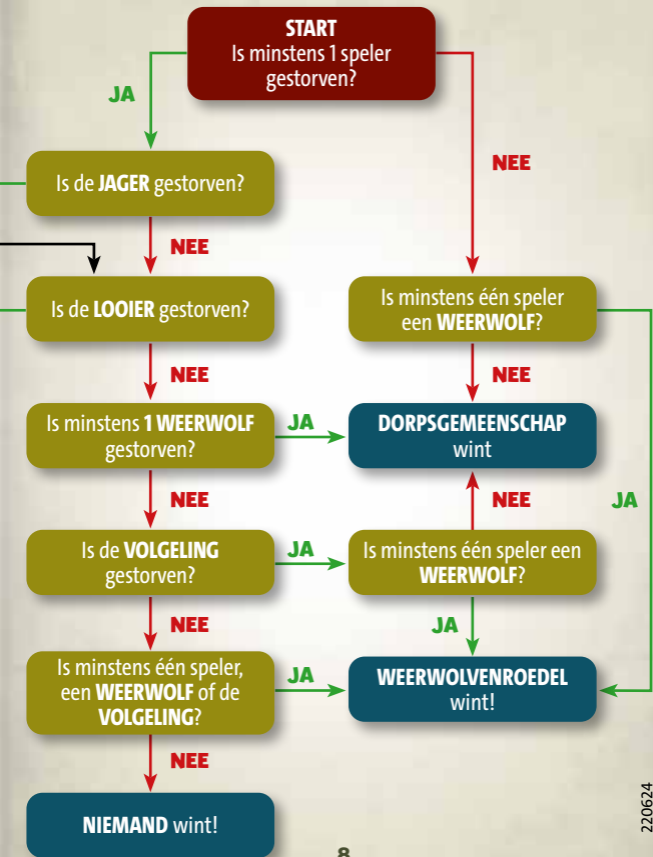 START
Is minstens 1 speler
gestorven?
JA
NEE
Is de JAGER gestorven?
NEE
Is de LOOIER gestorven?
Is minstens één speler
een WEERWOLF?
NEE
NEE
Is minstens 1 WEERWOLF
gestorven?
JA
DORPSGEMEENSCHAP
wint
NEE
NEE
JA
Is de VOLGELING
gestorven?
JA
Is minstens één speler een
WEERWOLF?
NEE
JA
Is minstens één speler,
een WEERWOLF of de
VOLGELING?
JA
WEERWOLVENROEDEL
wint!
NEE
NIEMAND wint!
220624
8